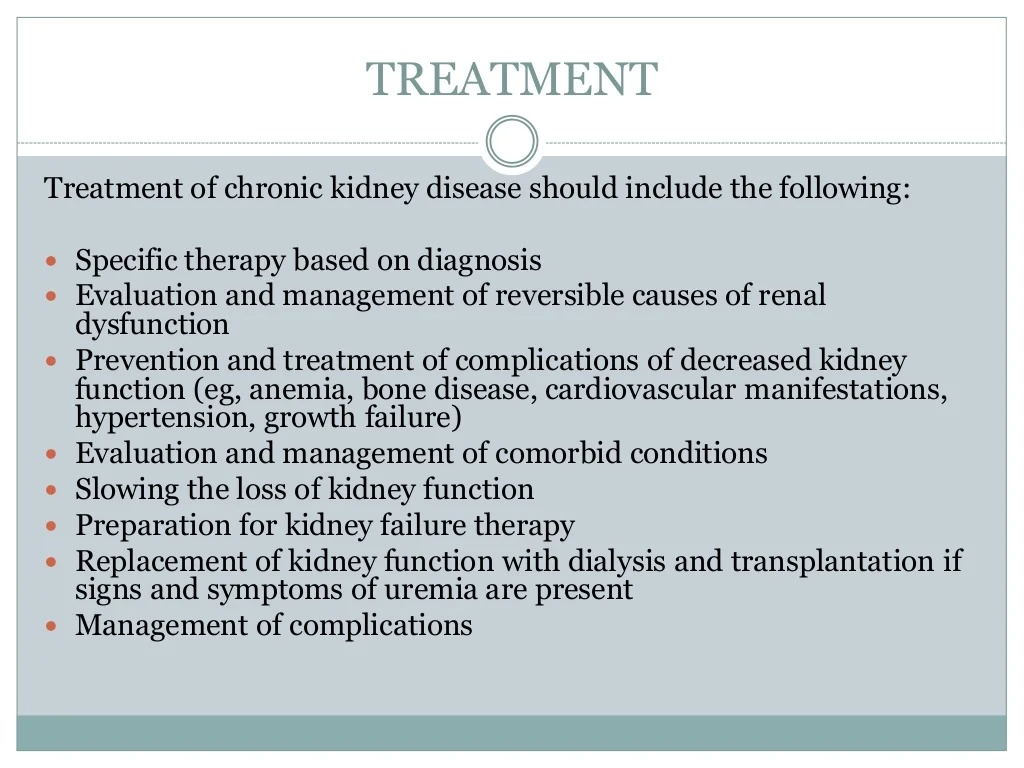 TREATMENT
Treatment of chronic kidney disease should include the following:
• Specific therapy based on diagnosis
• Evaluation and management of reversible causes of renal
dysfunction
• Prevention and treatment of complications of decreased kidney
function (eg, anemia, bone disease, cardiovascular manifestations,
hypertension, growth failure)
• Evaluation and management of comorbid conditions
• Slowing the loss of kidney function
• Preparation for kidney failure therapy
• Replacement of kidney function with dialysis and transplantation if
signs and symptoms of uremia are present
• Management of complications